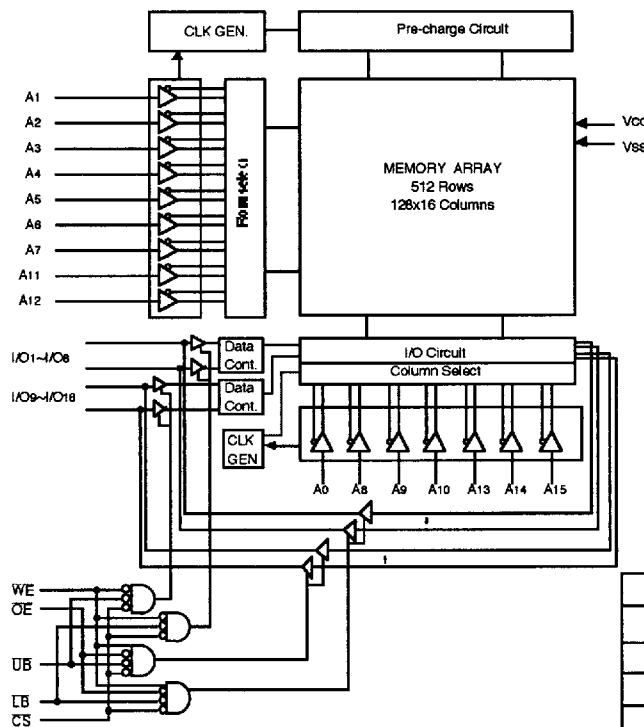 CLK GEN.
Pre-charge Circuit
A1
A2
A3
A4
A5
A6
A7
A11
A12
MEMORY ARRAY
512 Rows
128x16 Columns
Row select
VCC
VSS
I/O1~I/O8
I/O9~I/O16
Data
Cont.
Data
Cont.
I/O Circuit
Column Select
CLK
GEN
A0
A8
A9
A10
A13
A14
A15
WE
OE
UB
LB
CS